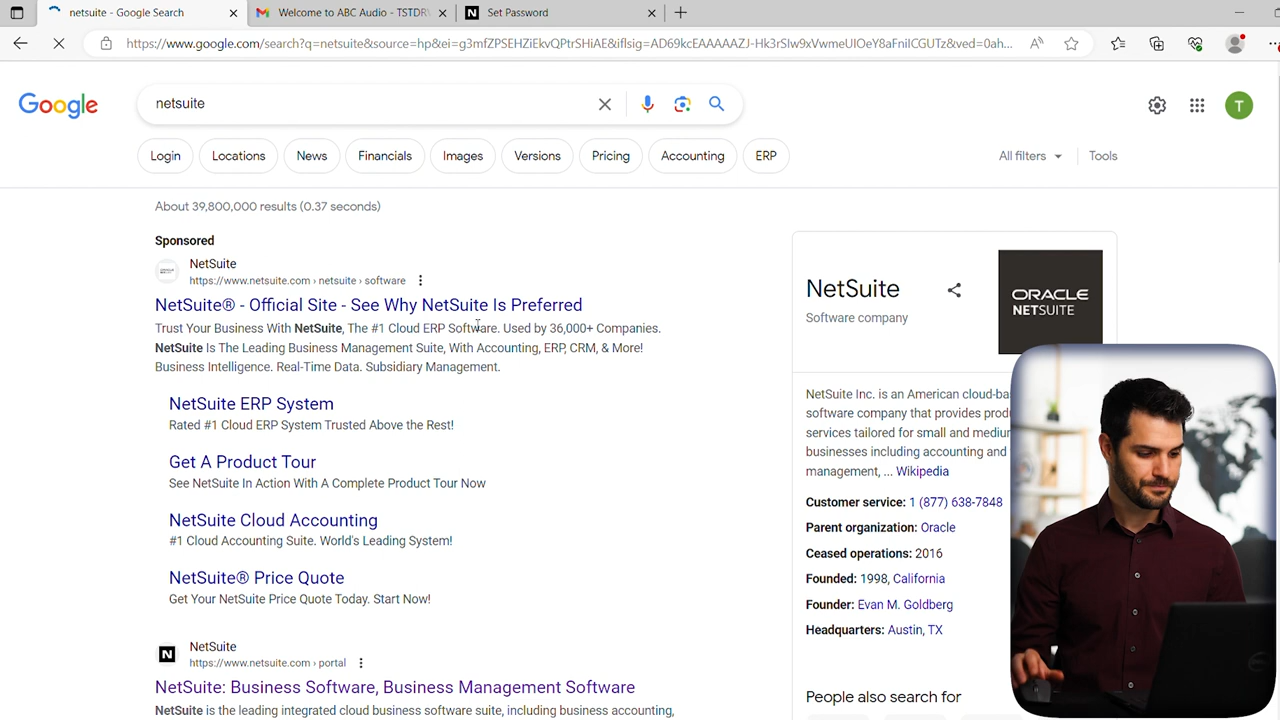 netsuite - Google Search
Welcome to ABC Audio - TSTDRV
Set Password
https://www.google.com/search?q=netsuite&source=hp&ei=g3mfZPSEHZiEkvQPtrSHiAE&iflsig=AD69kcEAAAAAZJ-Hk3rSIw9xVwmeUIOeY8aFniICGUTz&ved=0ah...
Google
netsuite
T
Login
Locations
News
Financials
Images
Versions
Pricing
Accounting
ERP
All filters
Tools
About 39,800,000 results (0.37 seconds)
Sponsored
NetSuite
https://www.netsuite.com › netsuite › software
NetSuite® - Official Site - See Why NetSuite Is Preferred
Trust Your Business With NetSuite, The #1 Cloud ERP Software. Used by 36,000+ Companies.
NetSuite Is The Leading Business Management Suite, With Accounting, ERP, CRM, & More!
Business Intelligence. Real-Time Data. Subsidiary Management.
NetSuite ERP System
Rated #1 Cloud ERP System Trusted Above the Rest!
Get A Product Tour
See NetSuite In Action With A Complete Product Tour Now
NetSuite Cloud Accounting
#1 Cloud Accounting Suite. World's Leading System!
NetSuite® Price Quote
Get Your NetSuite Price Quote Today. Start Now!
N
NetSuite
https://www.netsuite.com › portal
NetSuite: Business Software, Business Management Software
NetSuite is the leading integrated cloud business software suite, including business accounting,
NetSuite
Software company
ORACLE
NETSUITE
NetSuite Inc. is an American cloud-ba
software company that provides prod
services tailored for small and medium
businesses including accounting and
management, ... Wikipedia
Customer service: 1 (877) 638-7848
Parent organization: Oracle
Ceased operations: 2016
Founded: 1998, California
Founder: Evan M. Goldberg
Headquarters: Austin, TX
People also search for